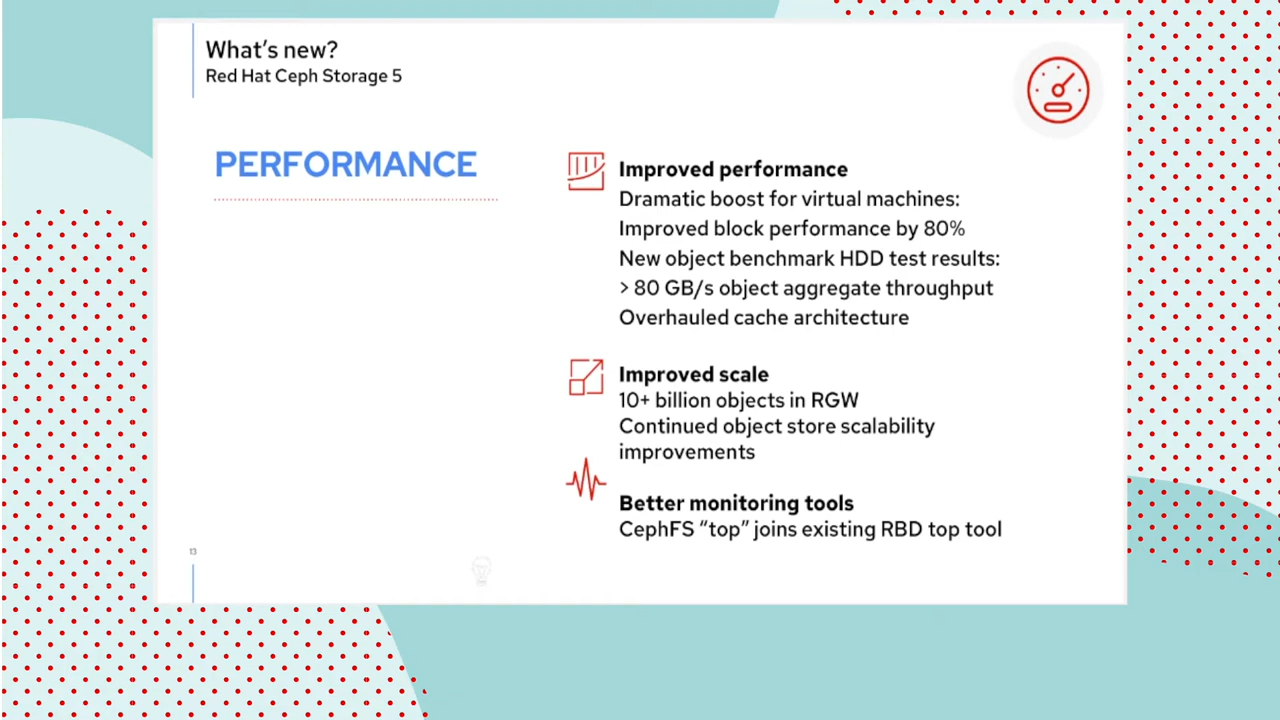 What's new?
Red Hat Ceph Storage 5
PERFORMANCE
Improved performance
Dramatic boost for virtual machines:
Improved block performance by 80%
New object benchmark HDD test results:
> 80 GB/s object aggregate throughput
Overhauled cache architecture
Improved scale
10+ billion objects in RGW
Continued object store scalability
improvements
Better monitoring tools
CephFS “top” joins existing RBD top tool
13